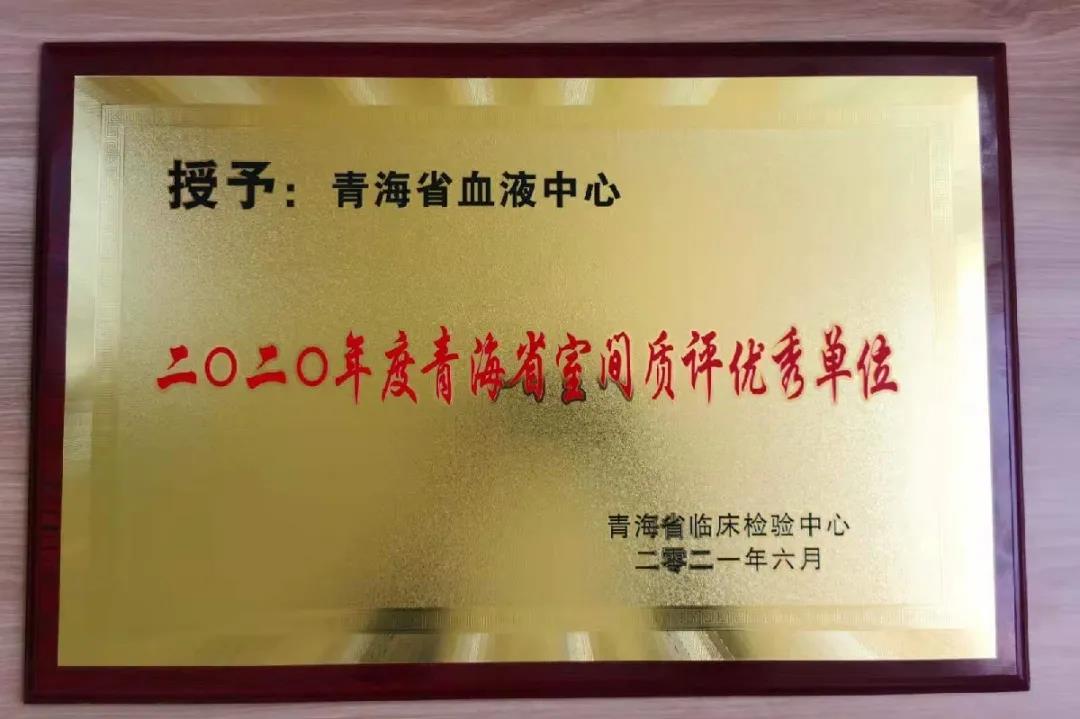 授予：青海省血液中心
二〇二〇年度青海省室间质评优秀单位
青海省临床检验中心
二零二一年六月